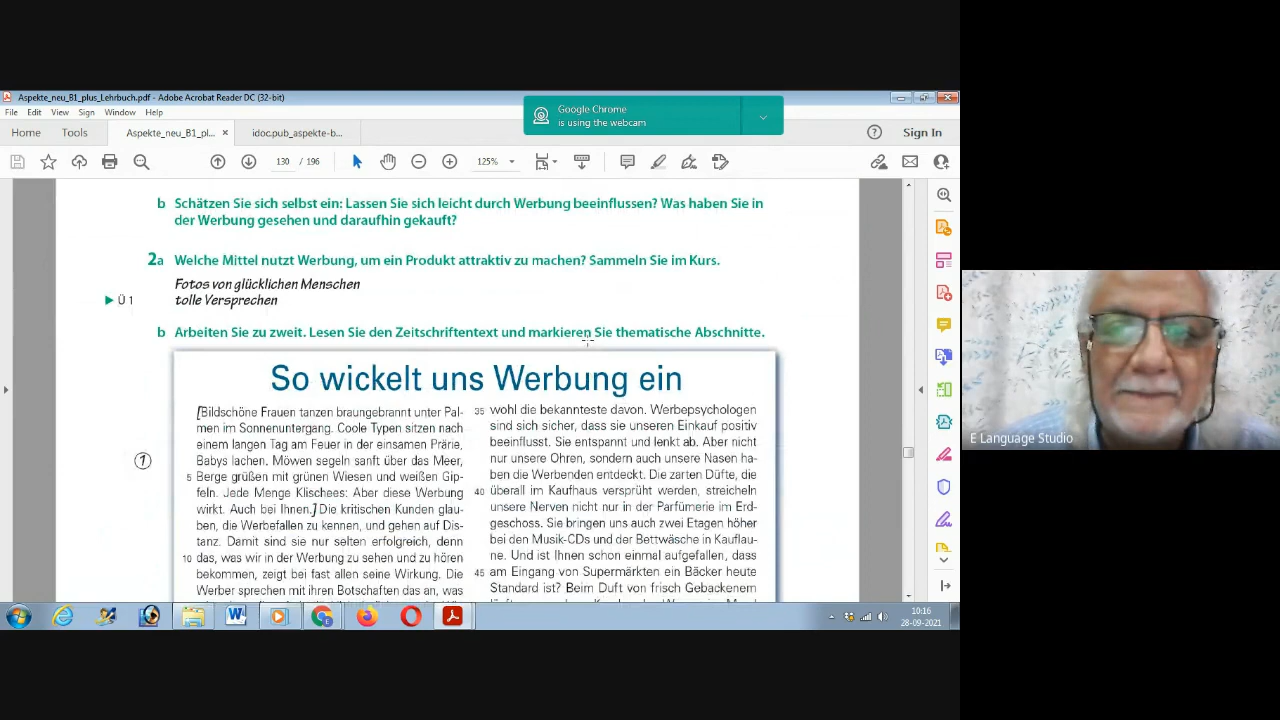 Aspekte_neu_B1_plus_Lehrbuch.pdf - Adobe Acrobat Reader DC (32-bit)
File Edit View Sign Window Help
Google Chrome
is using the webcam
Home Tools Aspekte_neu_B1_pl... × idoc.pub_aspekte-b... Sign In
130 / 196 125%
b Schätzen Sie sich selbst ein: Lassen Sie sich leicht durch Werbung beeinflussen? Was haben Sie in
der Werbung gesehen und daraufhin gekauft?
2a Welche Mittel nutzt Werbung, um ein Produkt attraktiv zu machen? Sammeln Sie im Kurs.
Fotos von glücklichen Menschen
▶ Ü 1 tolle Versprechen
b Arbeiten Sie zu zweit. Lesen Sie den Zeitschriftentext und markieren Sie thematische Abschnitte.
So wickelt uns Werbung ein
[Bildschöne Frauen tanzen braungebrannt unter Pal-
men im Sonnenuntergang. Coole Typen sitzen nach
einem langen Tag am Feuer in der einsamen Prärie.
① Babys lachen. Möwen segeln sanft über das Meer,
5 Berge grüßen mit grünen Wiesen und weißen Gip-
feln. Jede Menge Klischees: Aber diese Werbung
wirkt. Auch bei Ihnen.] Die kritischen Kunden glau-
ben, die Werbefallen zu kennen, und gehen auf Dis-
tanz. Damit sind sie nur selten erfolgreich, denn
10 das, was wir in der Werbung zu sehen und zu hören
bekommen, zeigt bei fast allen seine Wirkung. Die
Werber sprechen mit ihren Botschaften das an, was
35 wohl die bekannteste davon. Werbepsychologen
sind sich sicher, dass sie unseren Einkauf positiv
beeinflusst. Sie entspannt und lenkt ab. Aber nicht
nur unsere Ohren, sondern auch unsere Nasen ha-
ben die Werbenden entdeckt. Die zarten Düfte, die
40 überall im Kaufhaus versprüht werden, streicheln
unsere Nerven nicht nur in der Parfümerie im Erd-
geschoss. Sie bringen uns auch zwei Etagen höher
bei den Musik-CDs und der Bettwäsche in Kauflau-
ne. Und ist Ihnen schon einmal aufgefallen, dass
45 am Eingang von Supermärkten ein Bäcker heute
Standard ist? Beim Duft von frisch Gebackenem
E Language Studio
10:16
28-09-2021